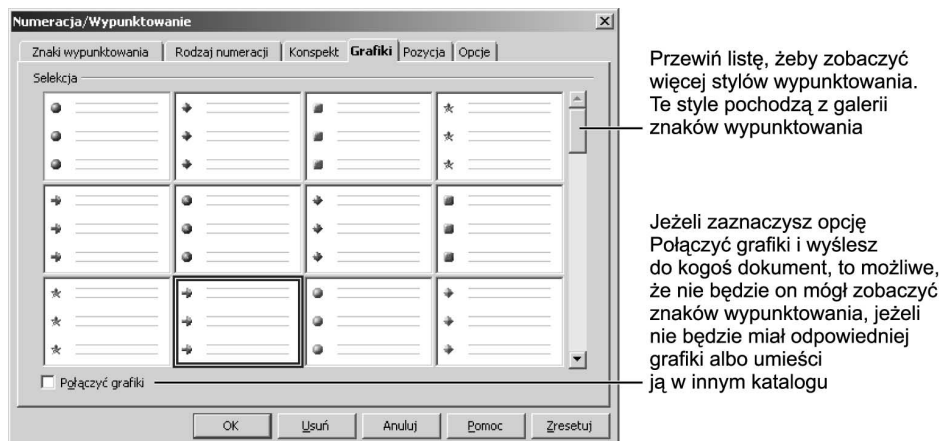 Numeracja/Wypunktowanie
Znaki wypunktowania Rodzaj numeracji Konspekt Grafiki Pozycja Opcje
Selekcja
Przewiń listę, żeby zobaczyć
więcej stylów wypunktowania.
Te style pochodzą z galerii
znaków wypunktowania
Jeżeli zaznaczysz opcję
Połączyć grafiki i wyślesz
do kogoś dokument, to możliwe,
że nie będzie on mógł zobaczyć
znaków wypunktowania, jeżeli
nie będzie miał odpowiedniej
grafiki albo umieści
ją w innym katalogu
Połączyć grafiki
OK Usuń Anuluj Pomoc Zresetuj